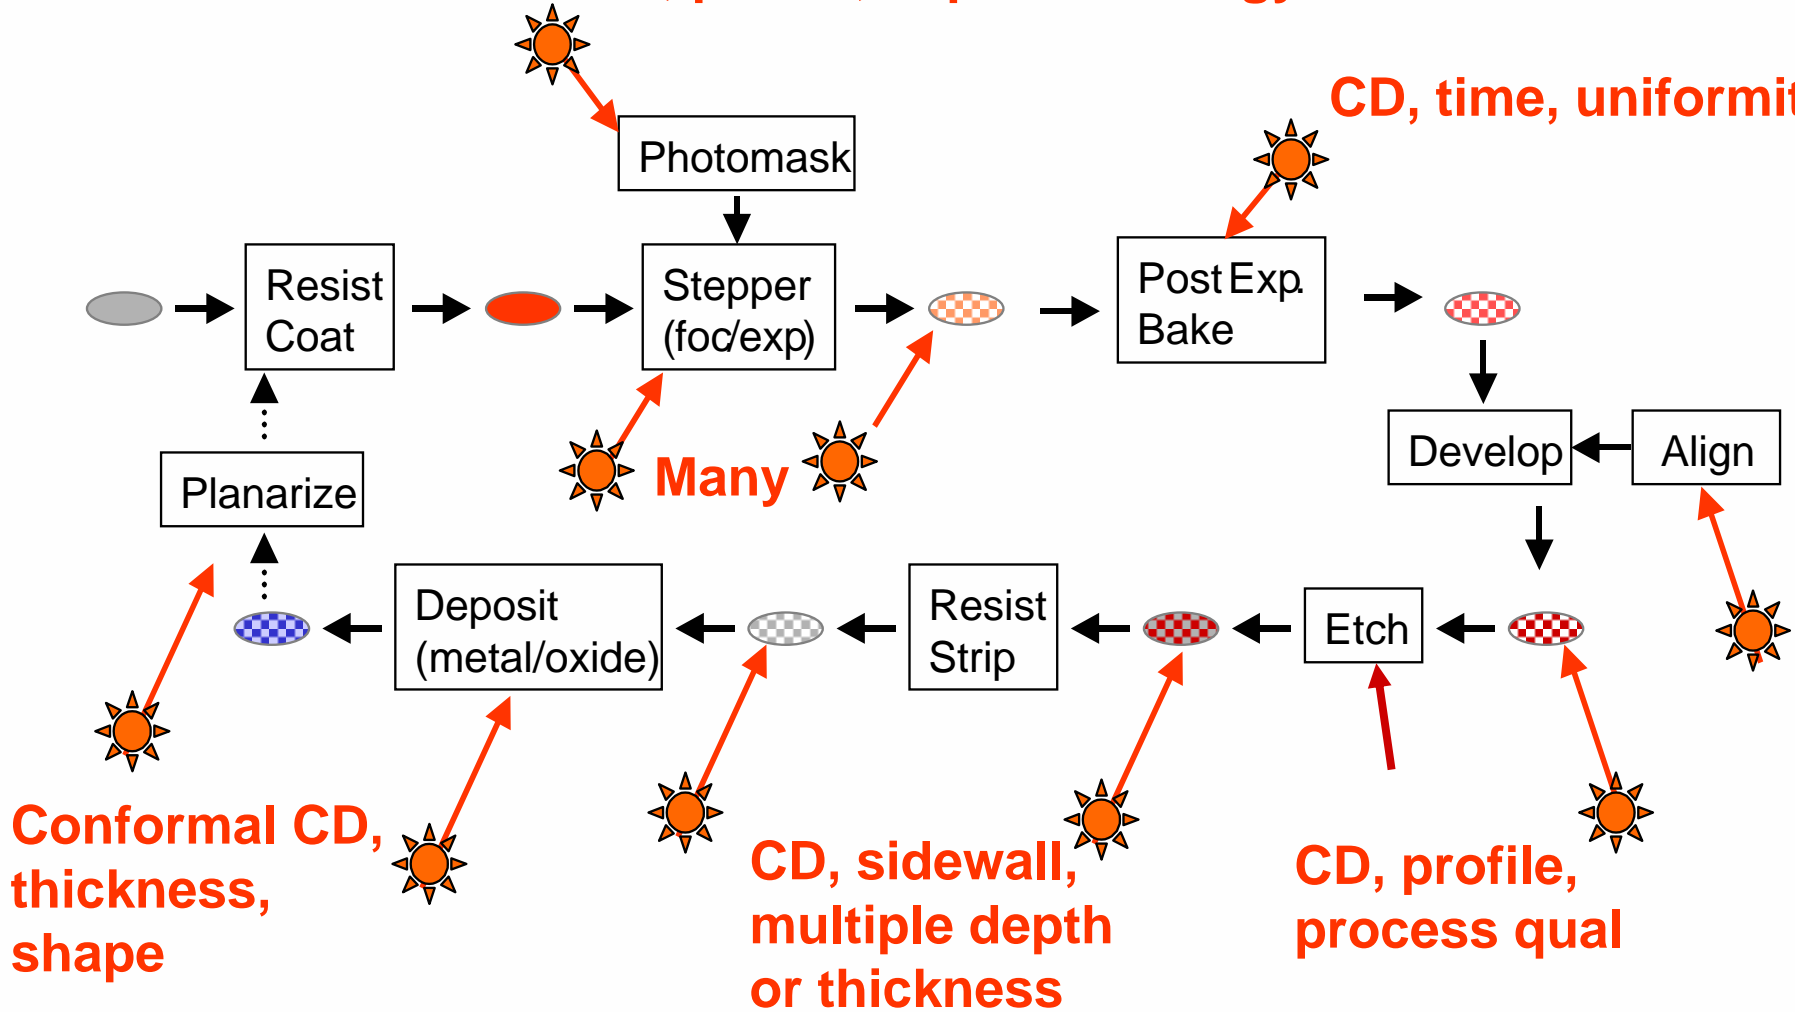 CD, time, uniformit
Photomask
Resist
Coat
Stepper
(foc/exp)
Post Exp.
Bake
Many
Develop
Align
Planarize
Deposit
(metal/oxide)
Resist
Strip
Etch
Conformal CD,
thickness,
shape
CD, sidewall,
multiple depth
or thickness
CD, profile,
process qual